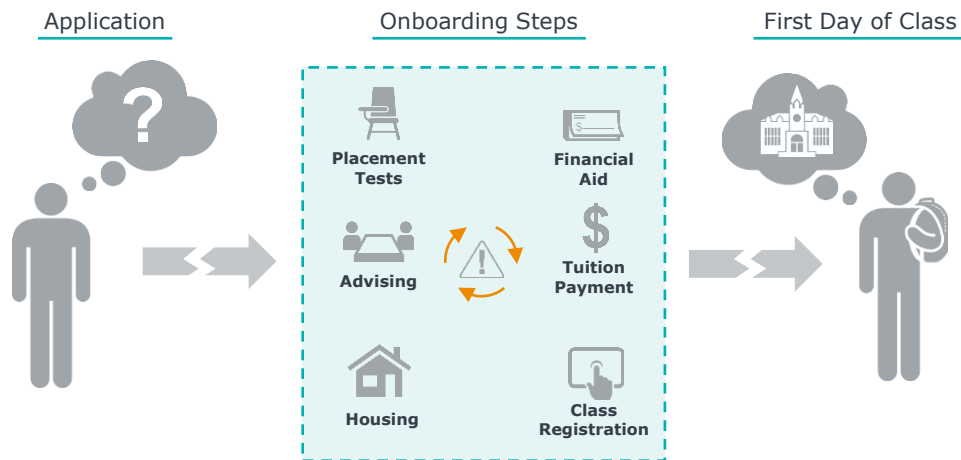 Application
Onboarding Steps
First Day of Class
?
Placement
Tests
$
Financial
Aid
Advising
!
$
Tuition
Payment
Housing
Class
Registration